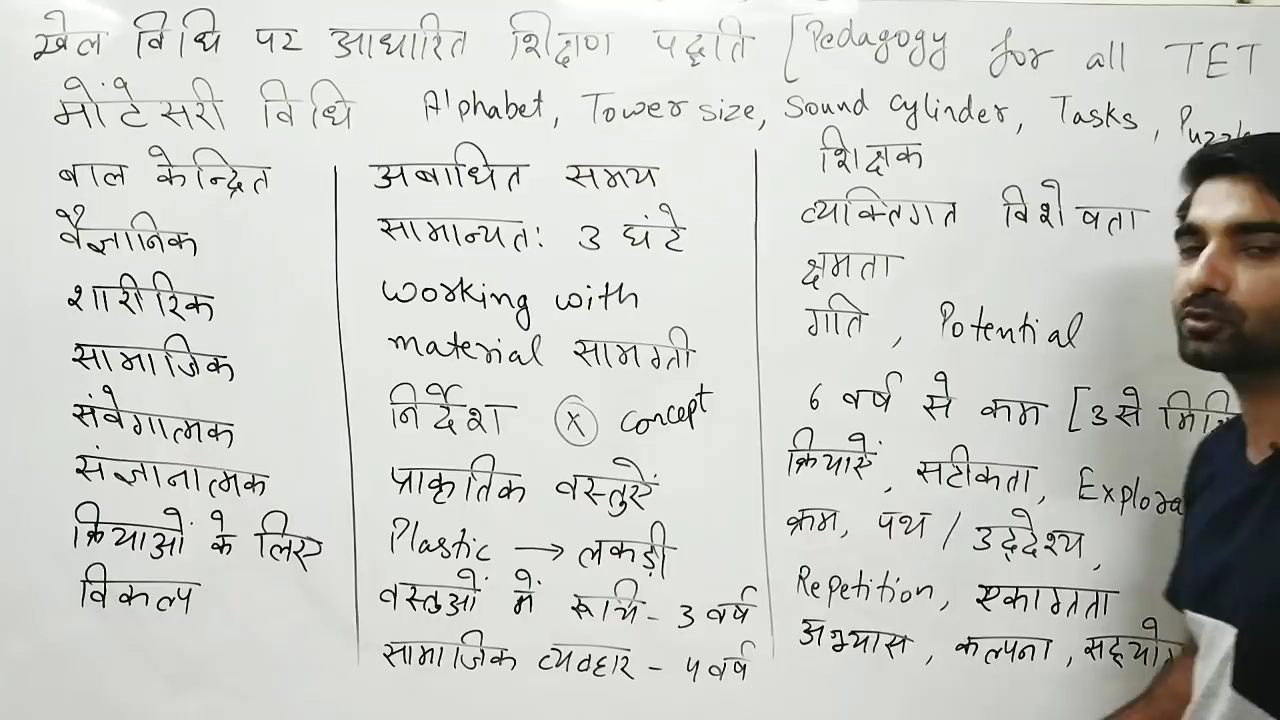 खेल विधि पर आधारित शिक्षण पद्धति [Pedagogy for all TET
मोंटेसरी विधि Alphabet, Tower size, Sound cylinder, Tasks,
बाल केन्द्रित
वैज्ञानिक
शारीरिक
सामाजिक
संवेगात्मक
संज्ञानात्मक
क्रियाओं के लिए
विकल्प
अबाधित समय
सामान्यतः 3 घंटे
working with
material सामग्री
निर्देश (X) concept
प्राकृतिक वस्तुएँ
Plastic → लकड़ी
वस्तुओं में रूचि - 3 वर्ष
सामाजिक व्यवहार - 4 वर्ष
शिक्षक
व्यक्तिगत विशेषता
क्षमता
गति, Potential
6 वर्ष से कम [3 से
क्रियाएं, सटीकता,
क्रम, पथ / उद्देश्य,
Repetition, एकाग्रता
अभ्यास, कल्पना,